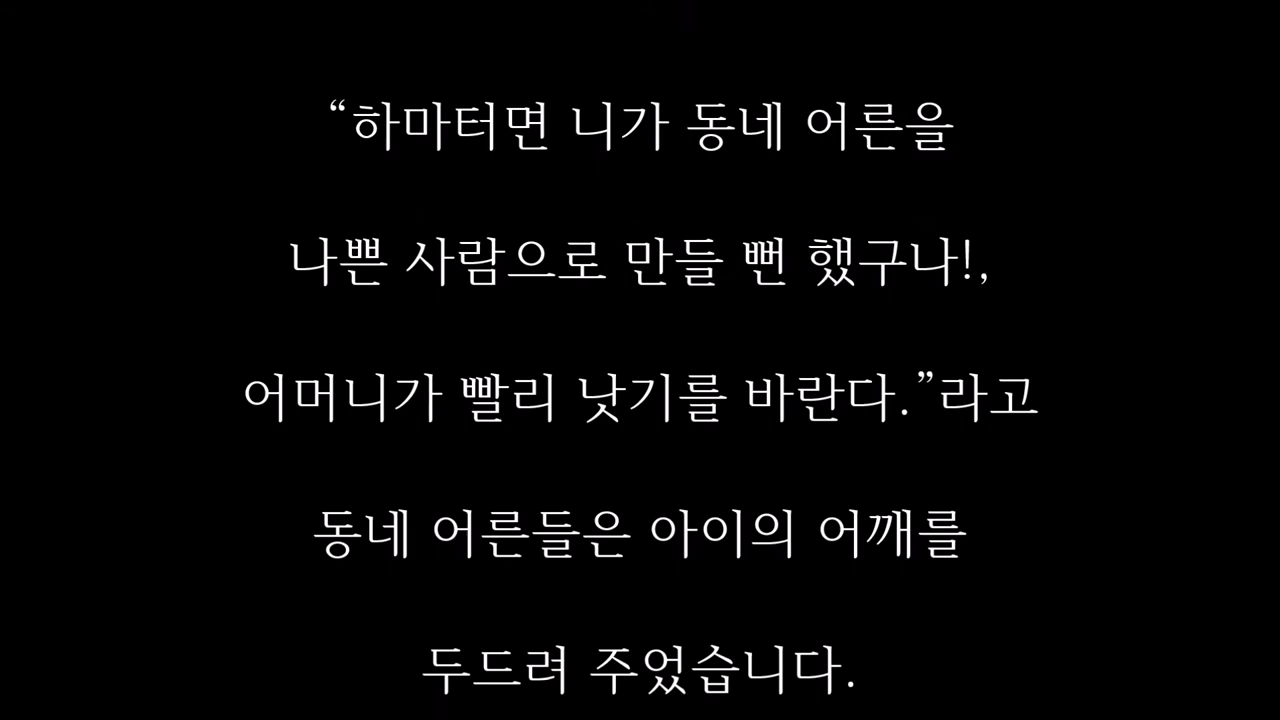 “하마터면 니가 동네 어른을
나쁜 사람으로 만들 뻔 했구나!,
어머니가 빨리 낫기를 바란다.”라고
동네 어른들은 아이의 어깨를
두드려 주었습니다.